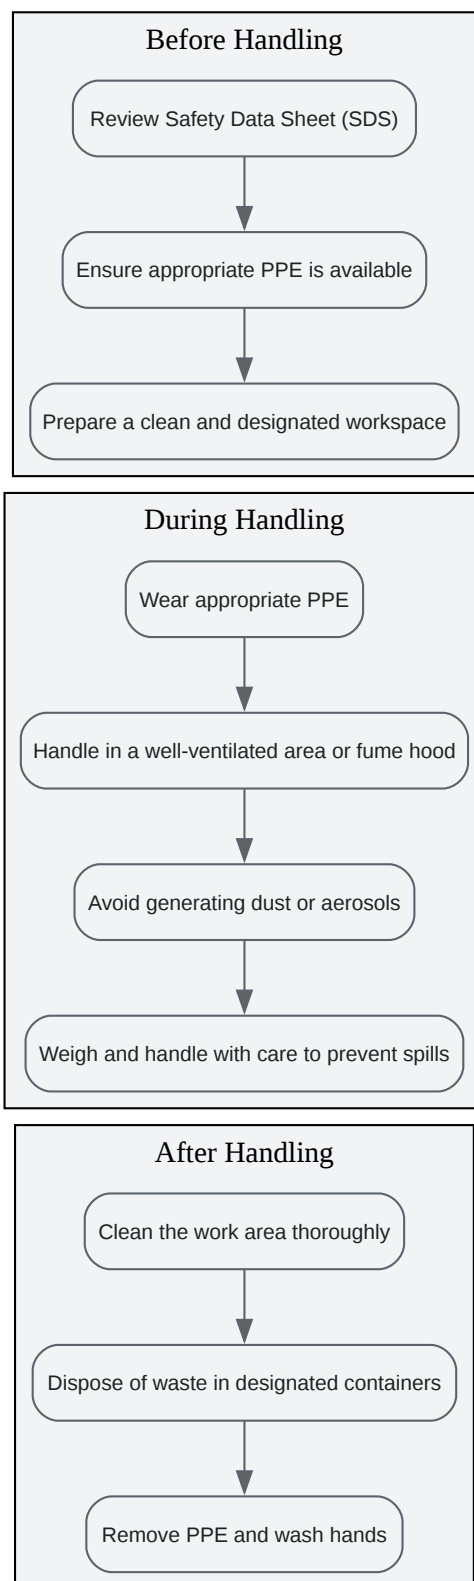 Before Handling
Review Safety Data Sheet (SDS)
Ensure appropriate PPE is available
Prepare a clean and designated workspace
During Handling
Wear appropriate PPE
Handle in a well-ventilated area or fume hood
Avoid generating dust or aerosols
Weigh and handle with care to prevent spills
After Handling
Clean the work area thoroughly
Dispose of waste in designated containers
Remove PPE and wash hands